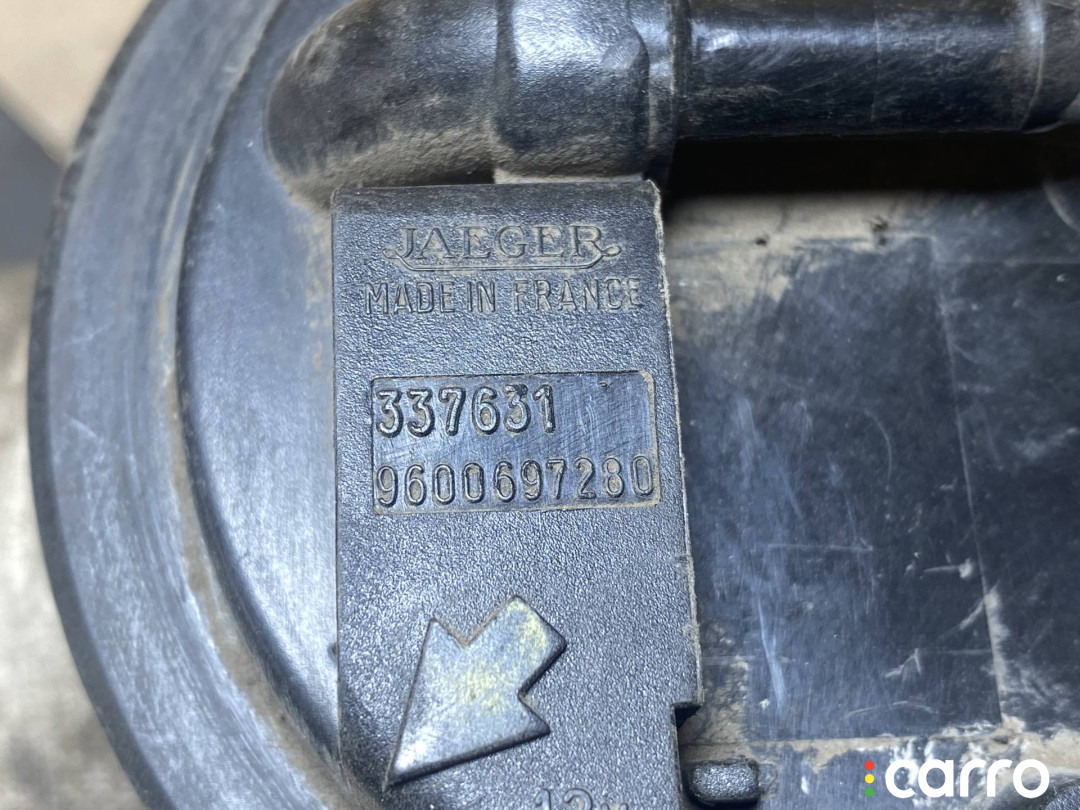 JAEGER
MADE IN FRANCE
337631
9600697280
carro